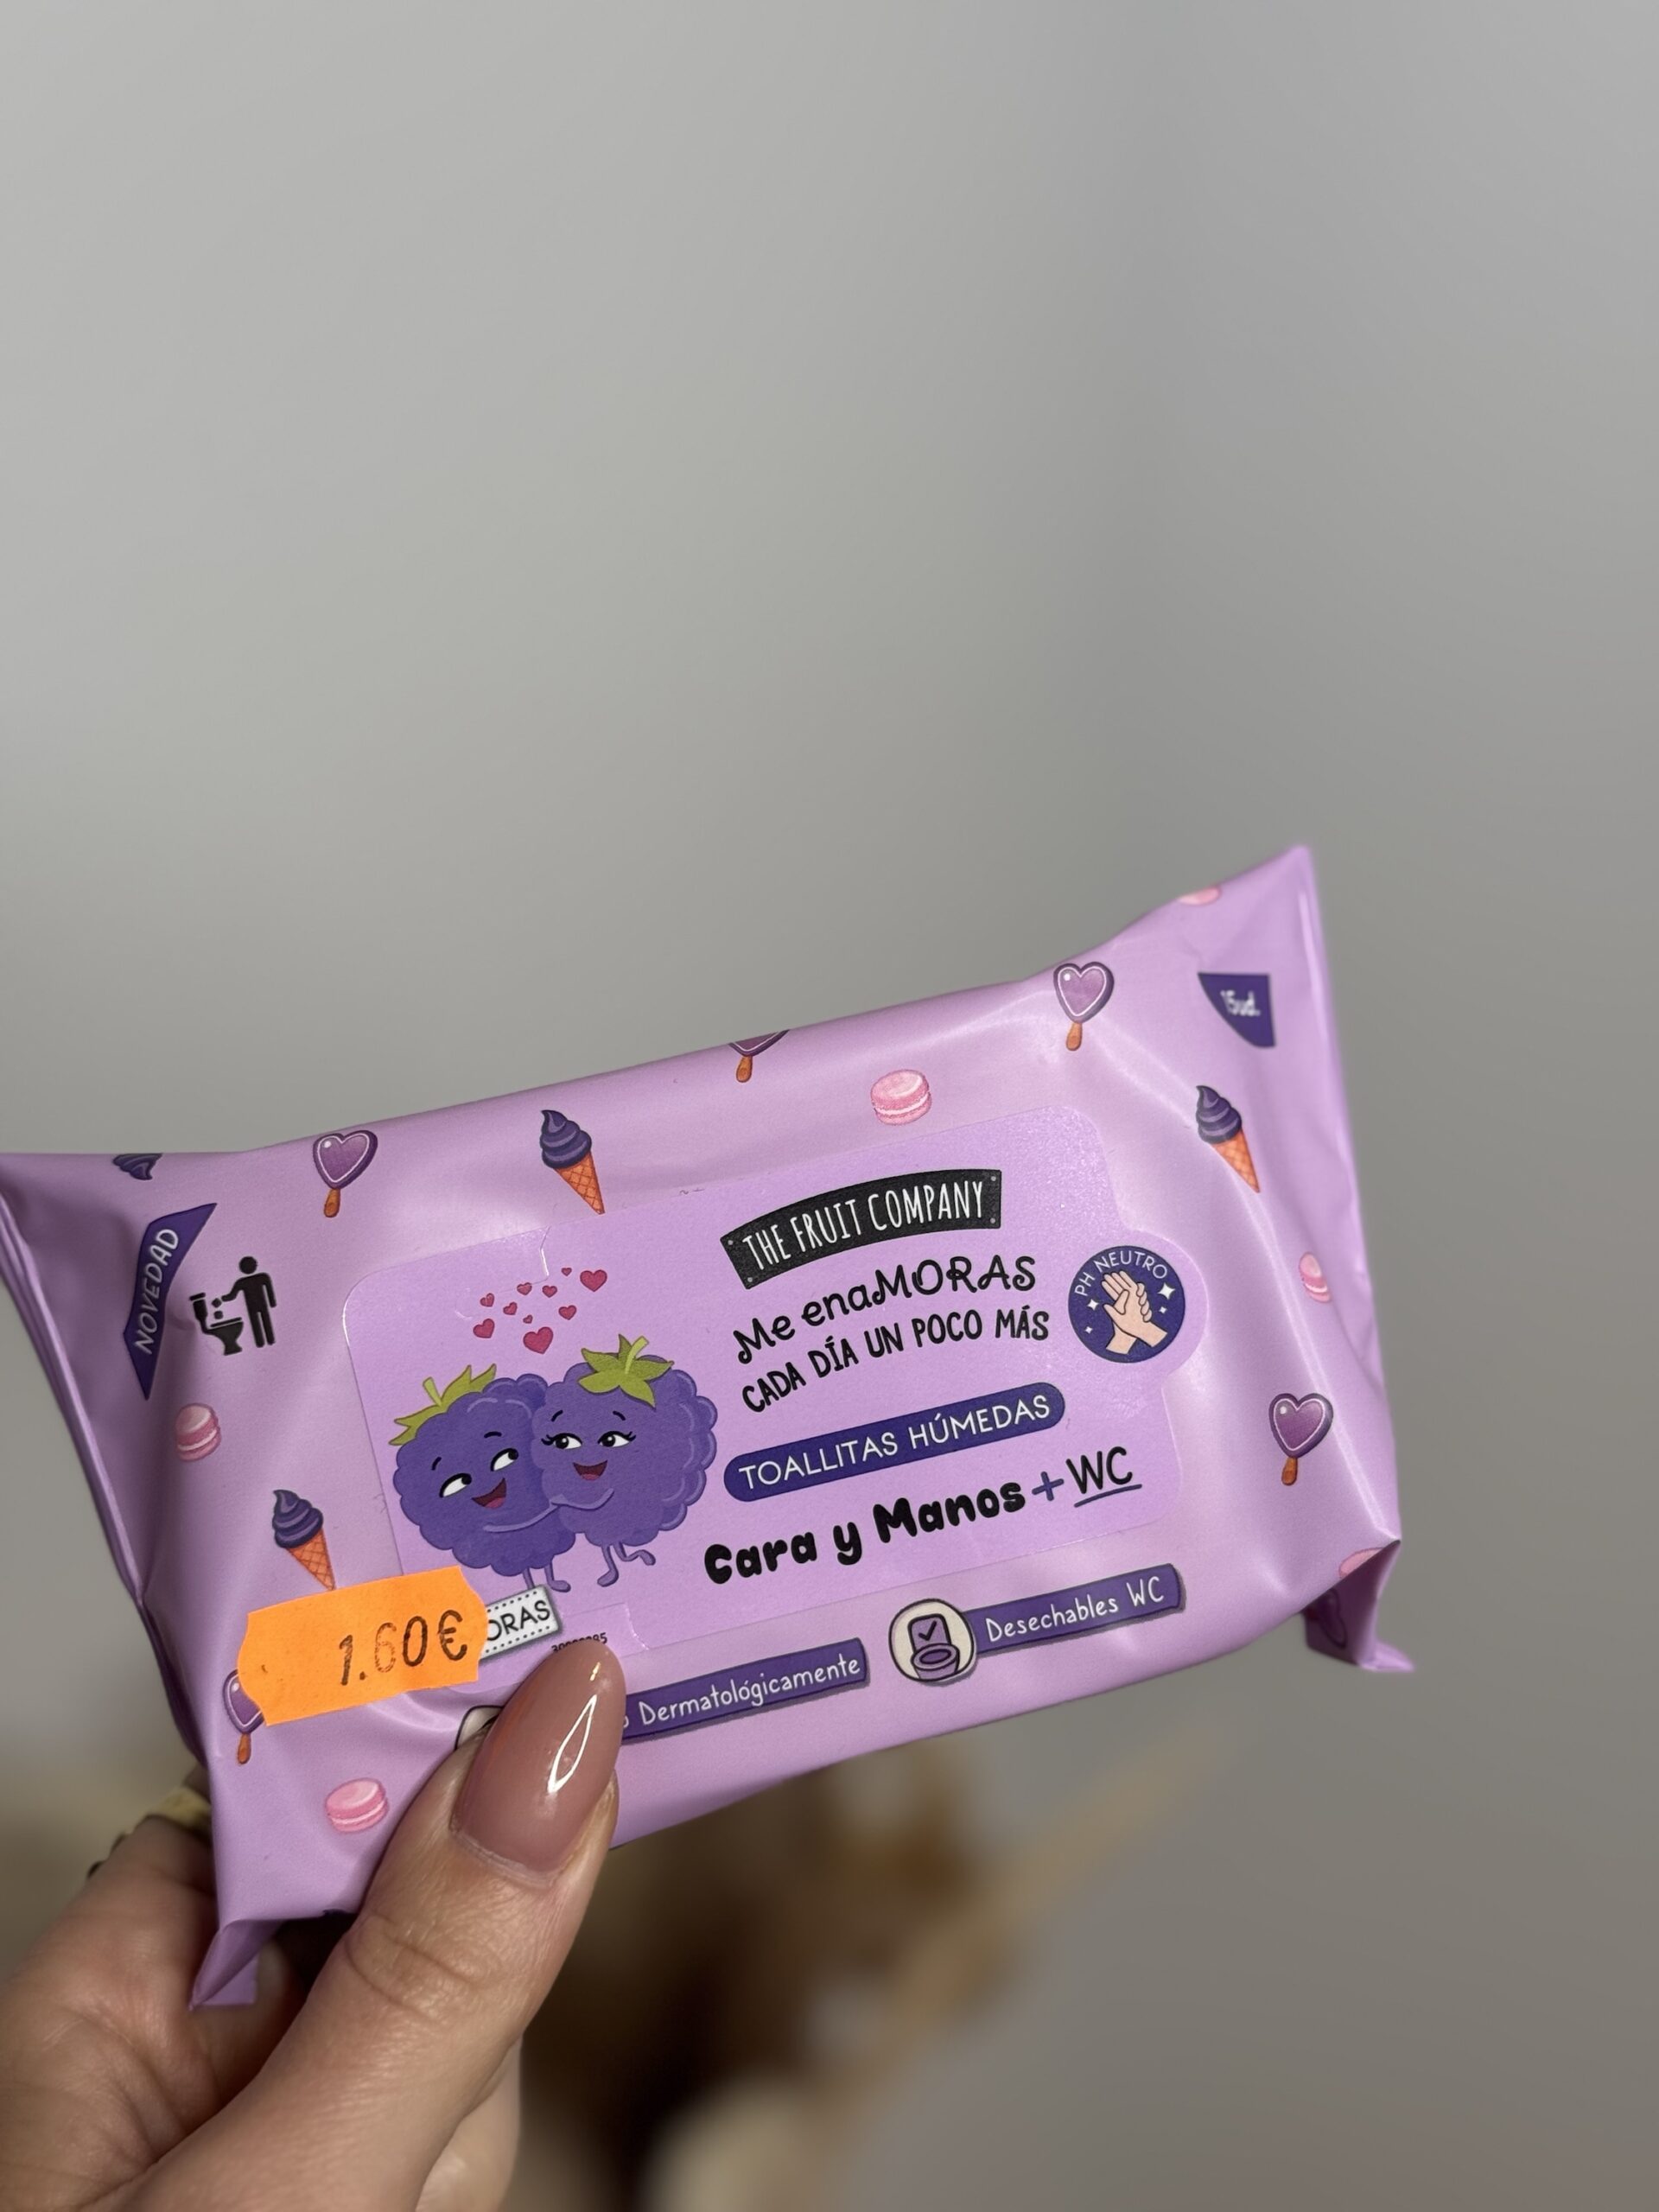 15ud.
NOVEDAD
THE FRUIT COMPANY
Me enaMORAS
CADA DÍA UN POCO MÁS
PH NEUTRO
TOALLITAS HÚMEDAS
Cara y Manos + WC
1.60€
ORAS
Dermatológicamente
Desechables WC